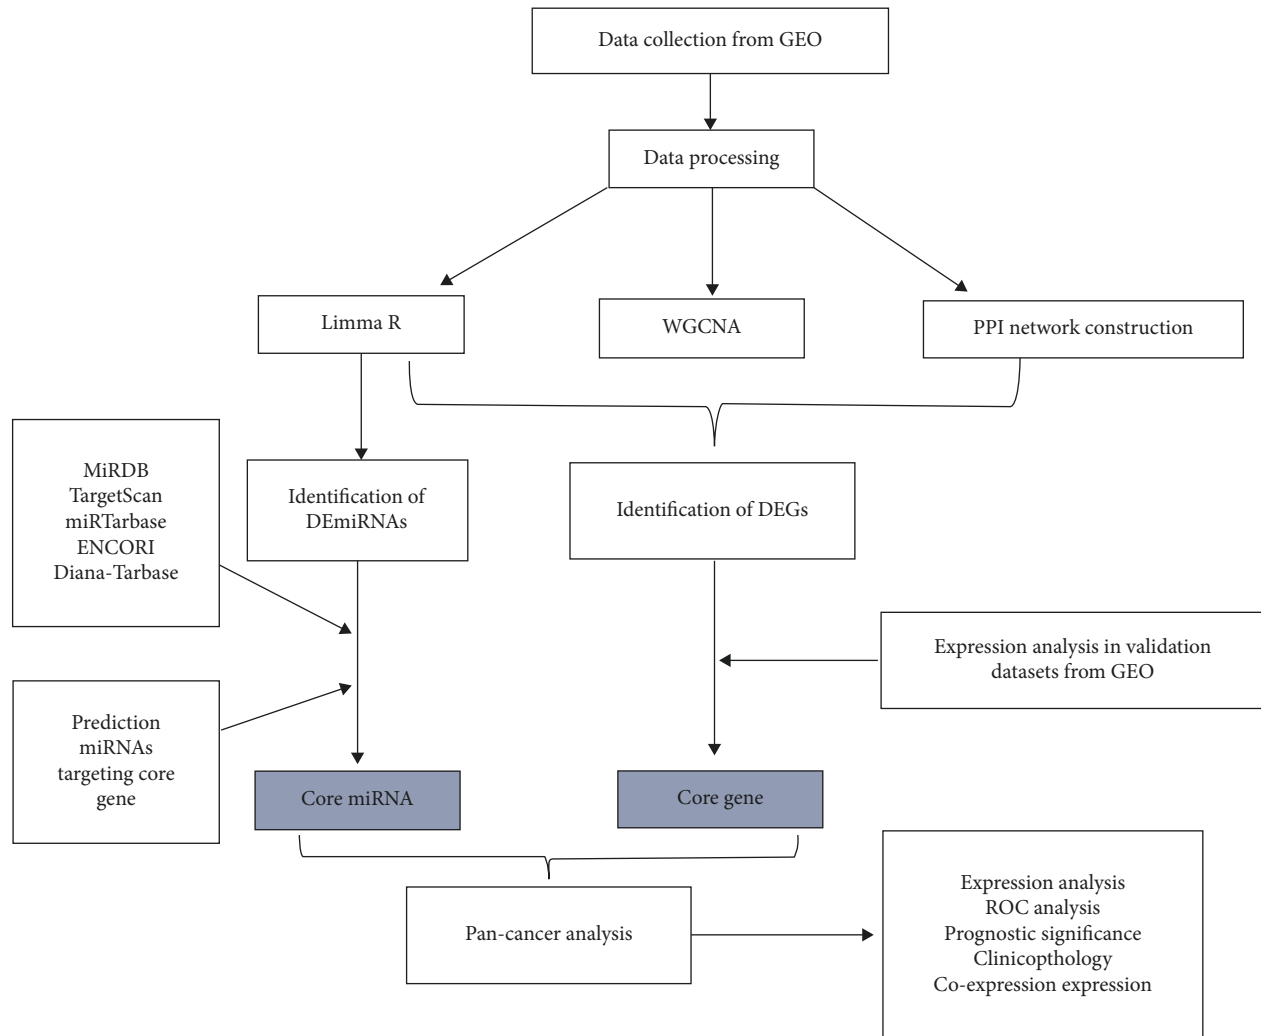 Data collection from GEO
Data processing
Limma R
WGCNA
PPI network construction
MiRDB
TargetScan
miRTarbase
ENCORI
Diana-Tarbase
Identification of
DEmiRNAs
Identification of DEGs
Expression analysis in validation
datasets from GEO
Prediction
miRNAs
targeting core
gene
Core miRNA
Core gene
Pan-cancer analysis
Expression analysis
ROC analysis
Prognostic significance
Clinicopthology
Co-expression expression